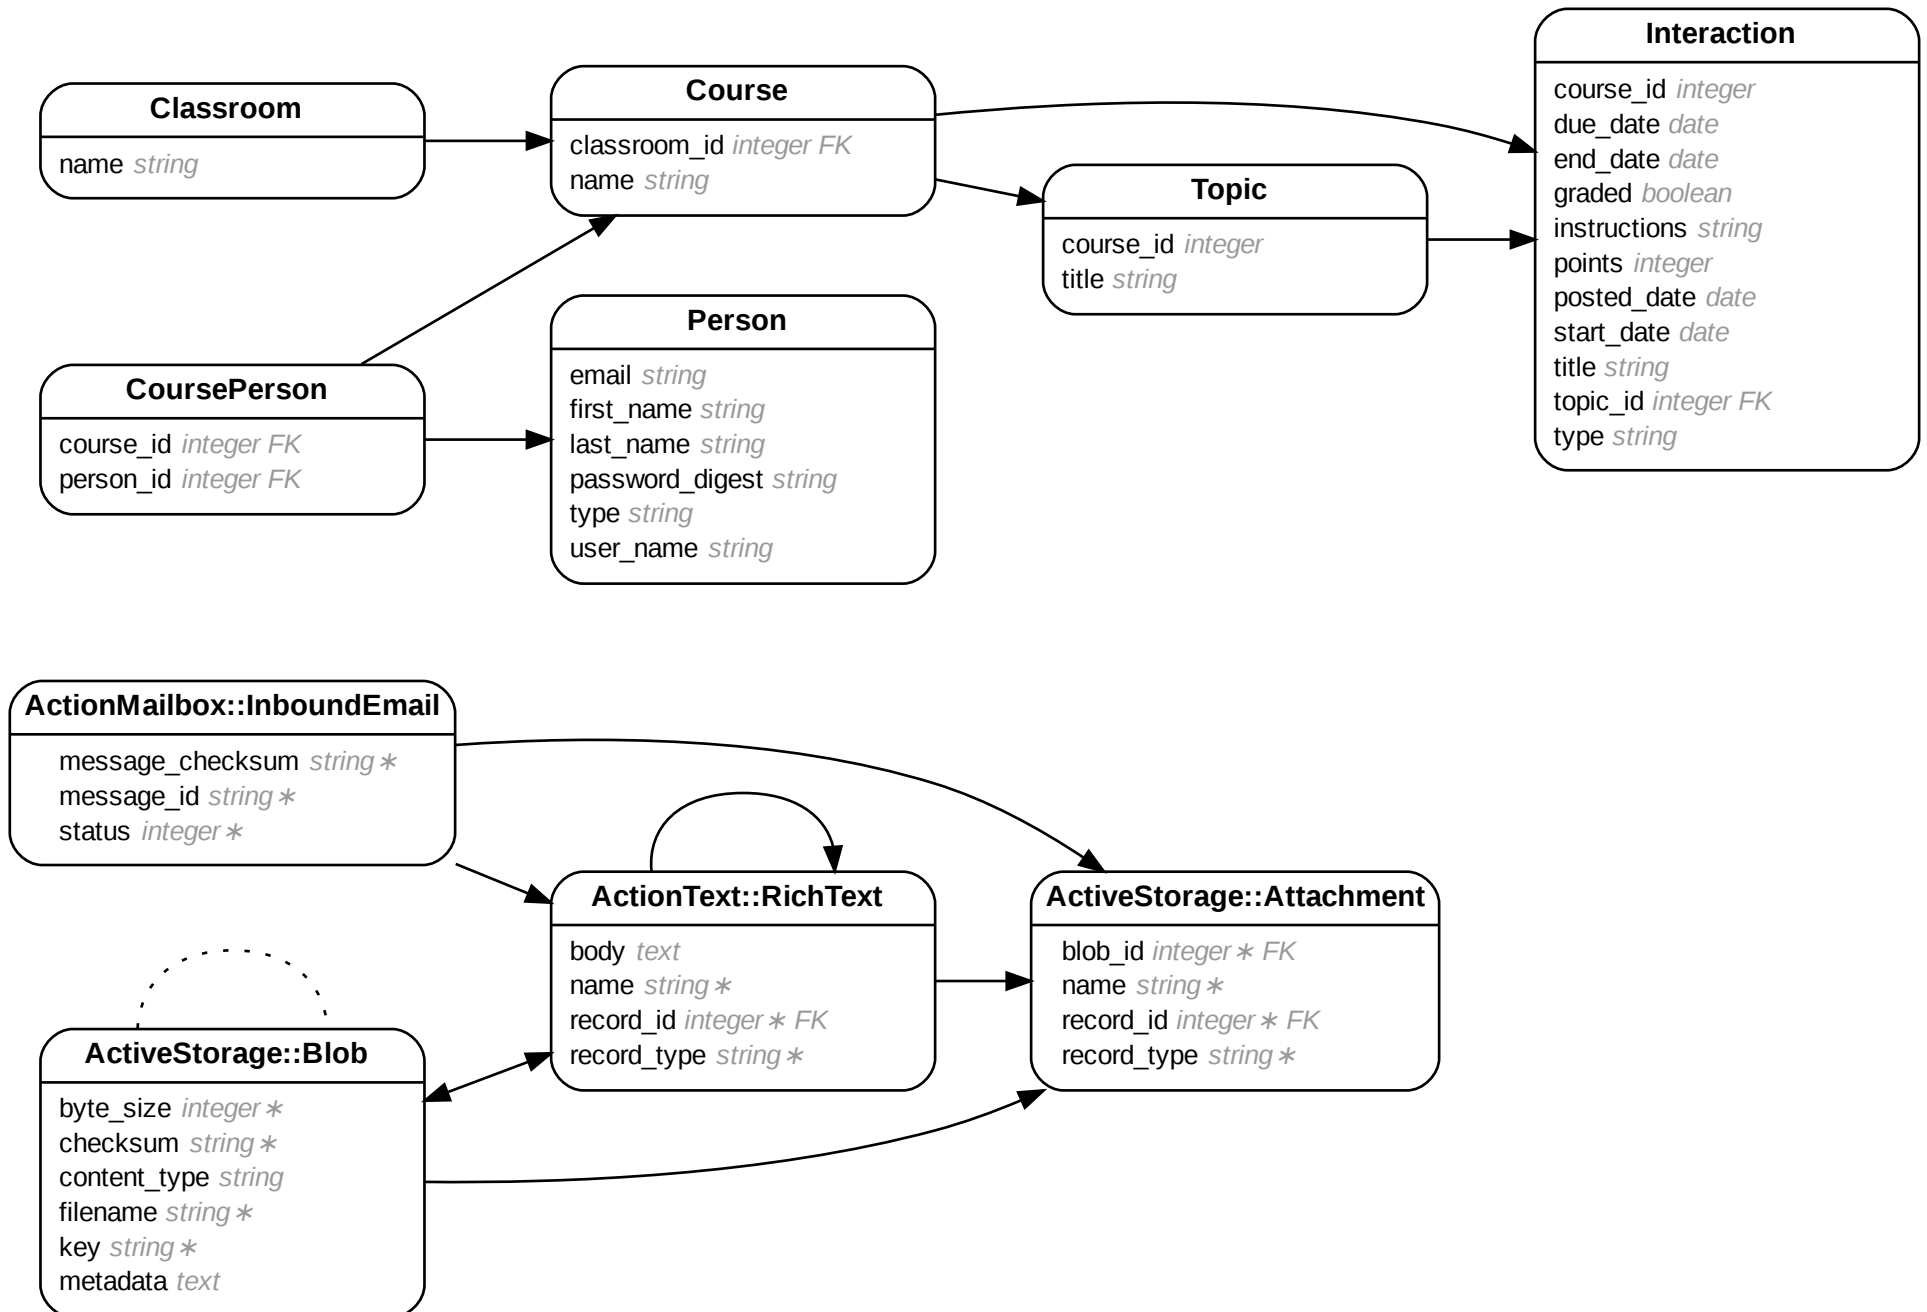 Classroom
name string
Course
classroom_id integer FK
name string
Interaction
course_id integer
due_date date
end_date date
graded boolean
instructions string
points integer
posted_date date
start_date date
title string
topic_id integer FK
type string
Topic
course_id integer
title string
CoursePerson
course_id integer FK
person_id integer FK
Person
email string
first_name string
last_name string
password_digest string
type string
user_name string
ActionMailbox::InboundEmail
message_checksum string∗
message_id string∗
status integer∗
ActionText::RichText
body text
name string∗
record_id integer∗ FK
record_type string∗
ActiveStorage::Attachment
blob_id integer∗ FK
name string∗
record_id integer∗ FK
record_type string∗
ActiveStorage::Blob
byte_size integer∗
checksum string∗
content_type string
filename string∗
key string∗
metadata text